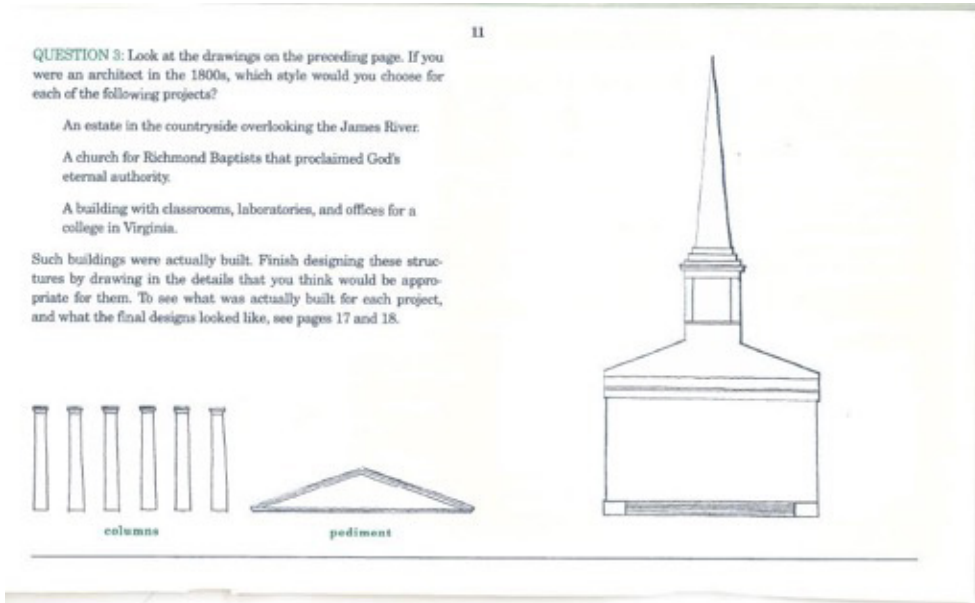 11
QUESTION 3: Look at the drawings on the preceding page. If you
were an architect in the 1800s, which style would you choose for
each of the following projects?
An estate in the countryside overlooking the James River.
A church for Richmond Baptists that proclaimed God's
eternal authority.
A building with classrooms, laboratories, and offices for a
college in Virginia.
Such buildings were actually built. Finish designing these struc-
tures by drawing in the details that you think would be appro-
priate for them. To see what was actually built for each project,
and what the final designs looked like, see pages 17 and 18.
columns
pediment